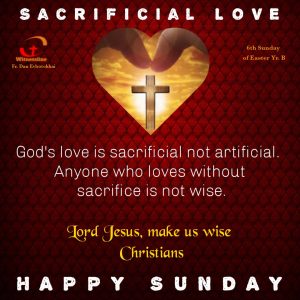 SACRIFICIAL LOVE
Witnessline
Fr. Dan Evbotokhai
6th Sunday
of Easter Yr. B
God's love is sacrificial not artificial.
Anyone who loves without
sacrifice is not wise.
Lord Jesus, make us wise
Christians
HAPPY SUNDAY